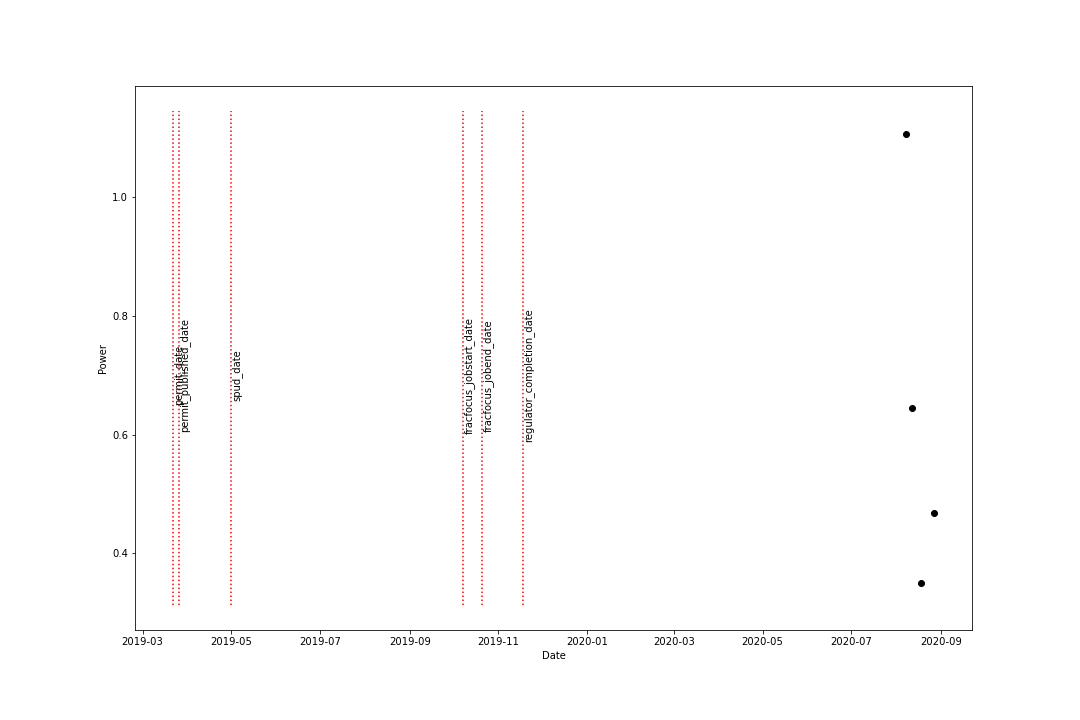 1.0
0.8
0.6
0.4
Power
permit_date
permit_published_date
spud_date
fracfocus_jobstart_date
fracfocus_jobend_date
regulator_completion_date
2019-03 2019-05 2019-07 2019-09 2019-11 2020-01 2020-03 2020-05 2020-07 2020-09
Date